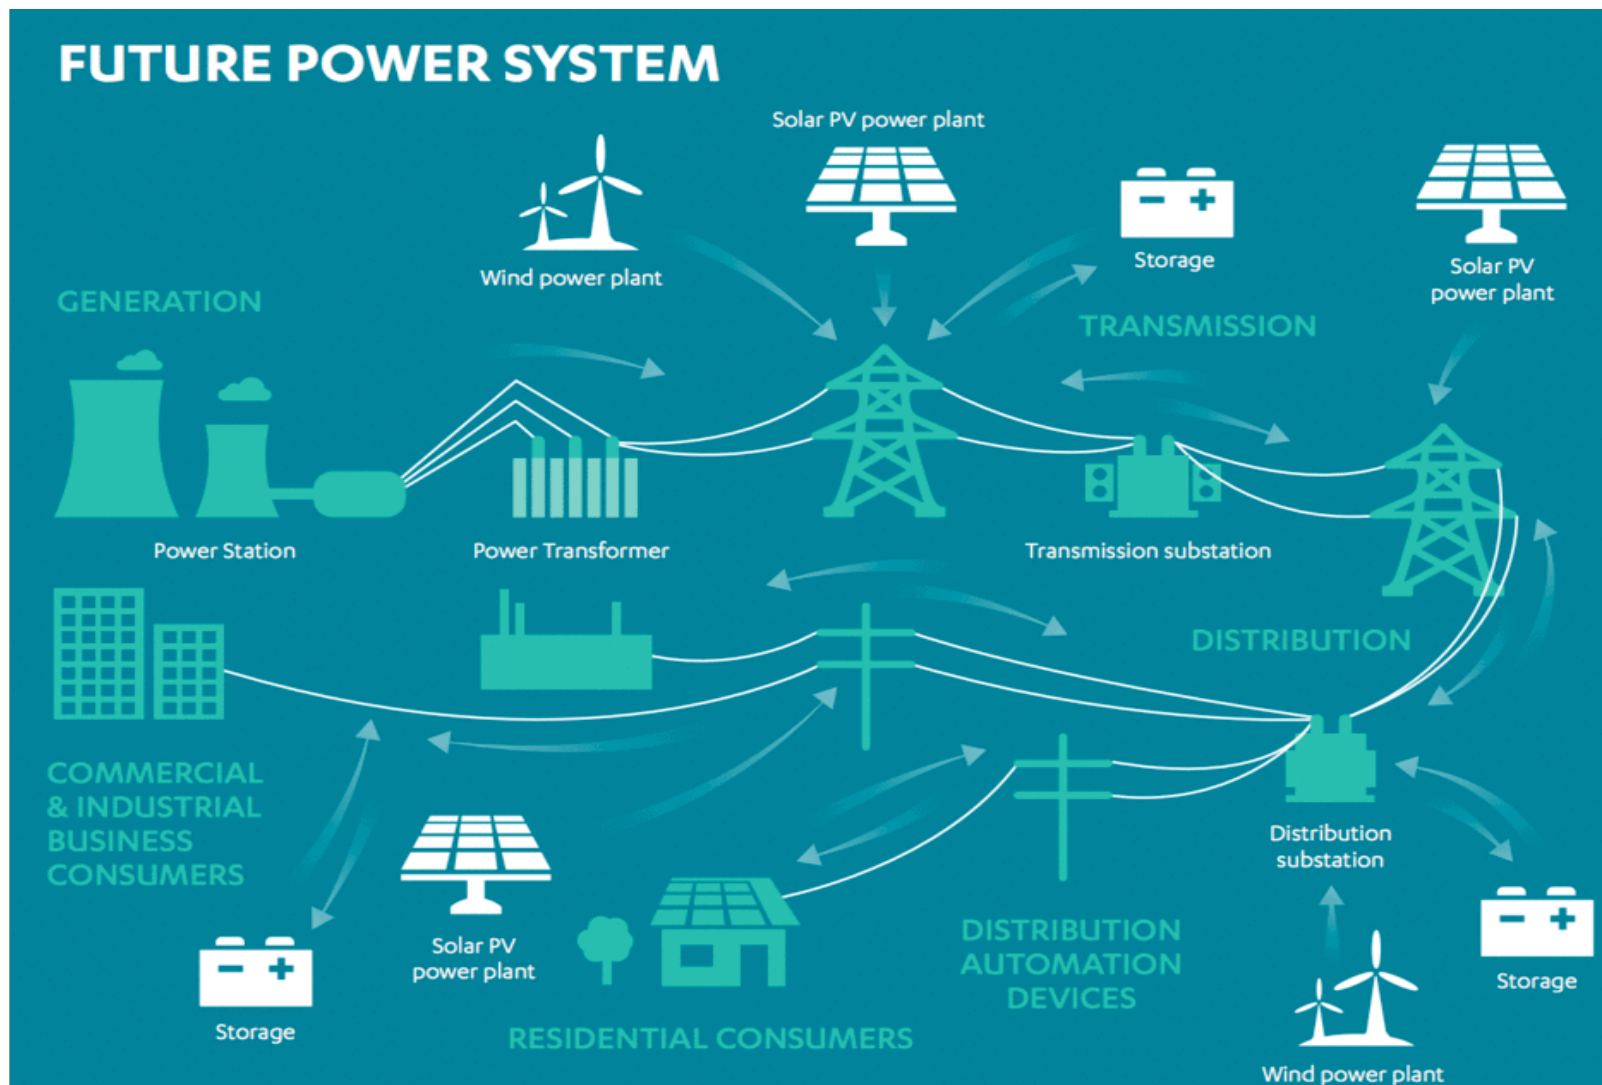 FUTURE POWER SYSTEM
Solar PV power plant
Wind power plant
Storage
Solar PV
power plant
GENERATION
TRANSMISSION
Power Station
Power Transformer
Transmission substation
DISTRIBUTION
COMMERCIAL
& INDUSTRIAL
BUSINESS
CONSUMERS
Distribution
substation
Solar PV
power plant
DISTRIBUTION
AUTOMATION
DEVICES
Storage
Storage
RESIDENTIAL CONSUMERS
Wind power plant